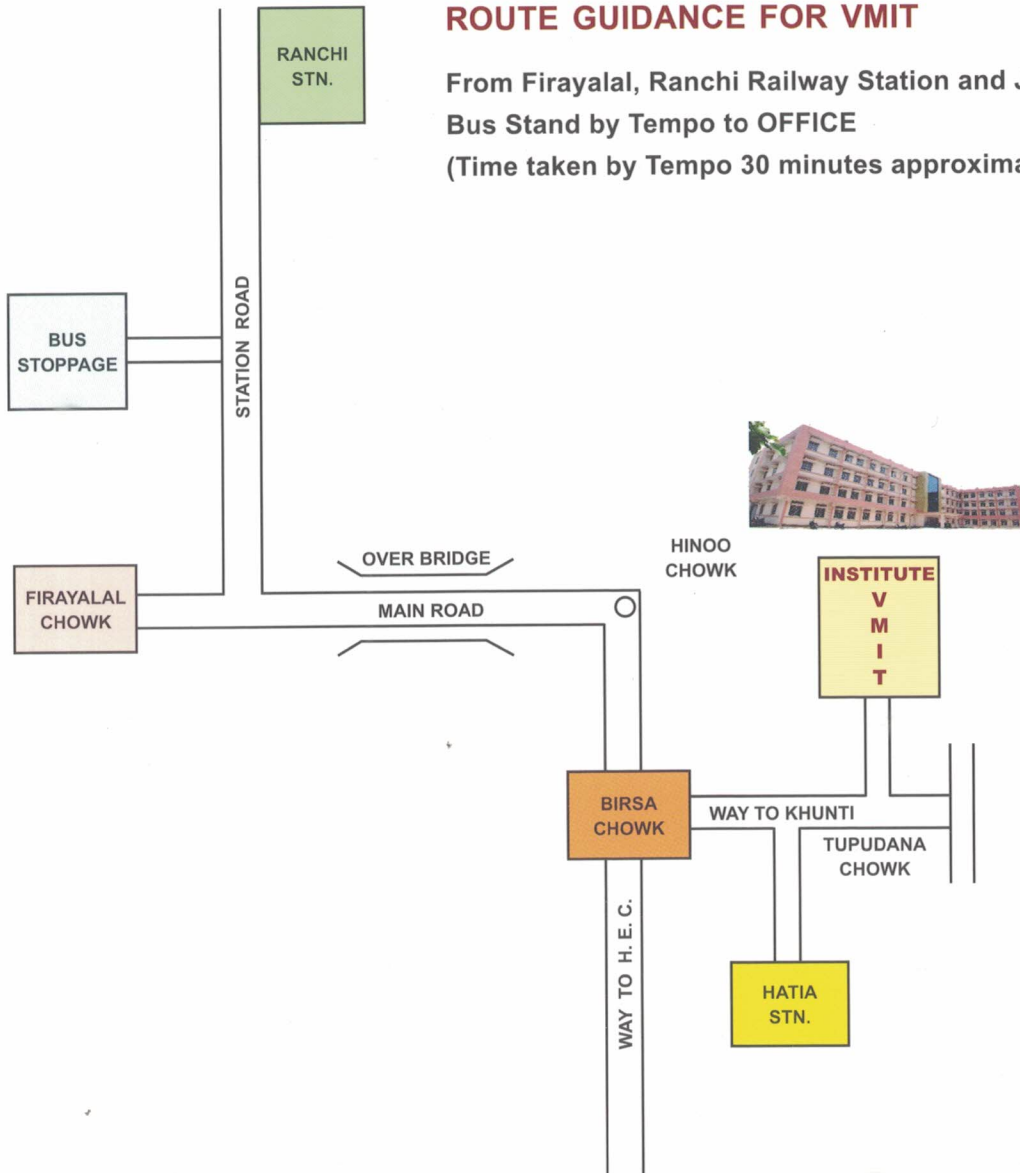 ROUTE GUIDANCE FOR VMIT
From Firayalal, Ranchi Railway Station and
Bus Stand by Tempo to OFFICE
(Time taken by Tempo 30 minutes
RANCHI
STN.
STATION ROAD
BUS
STOPPAGE
FIRAYALAL
CHOWK
OVER BRIDGE
MAIN ROAD
HINOO
CHOWK
INSTITUTE
V
M
I
T
BIRSA
CHOWK
WAY TO KHUNTI
TUPUDANA
CHOWK
WAY TO H. E. C.
HATIA
STN.